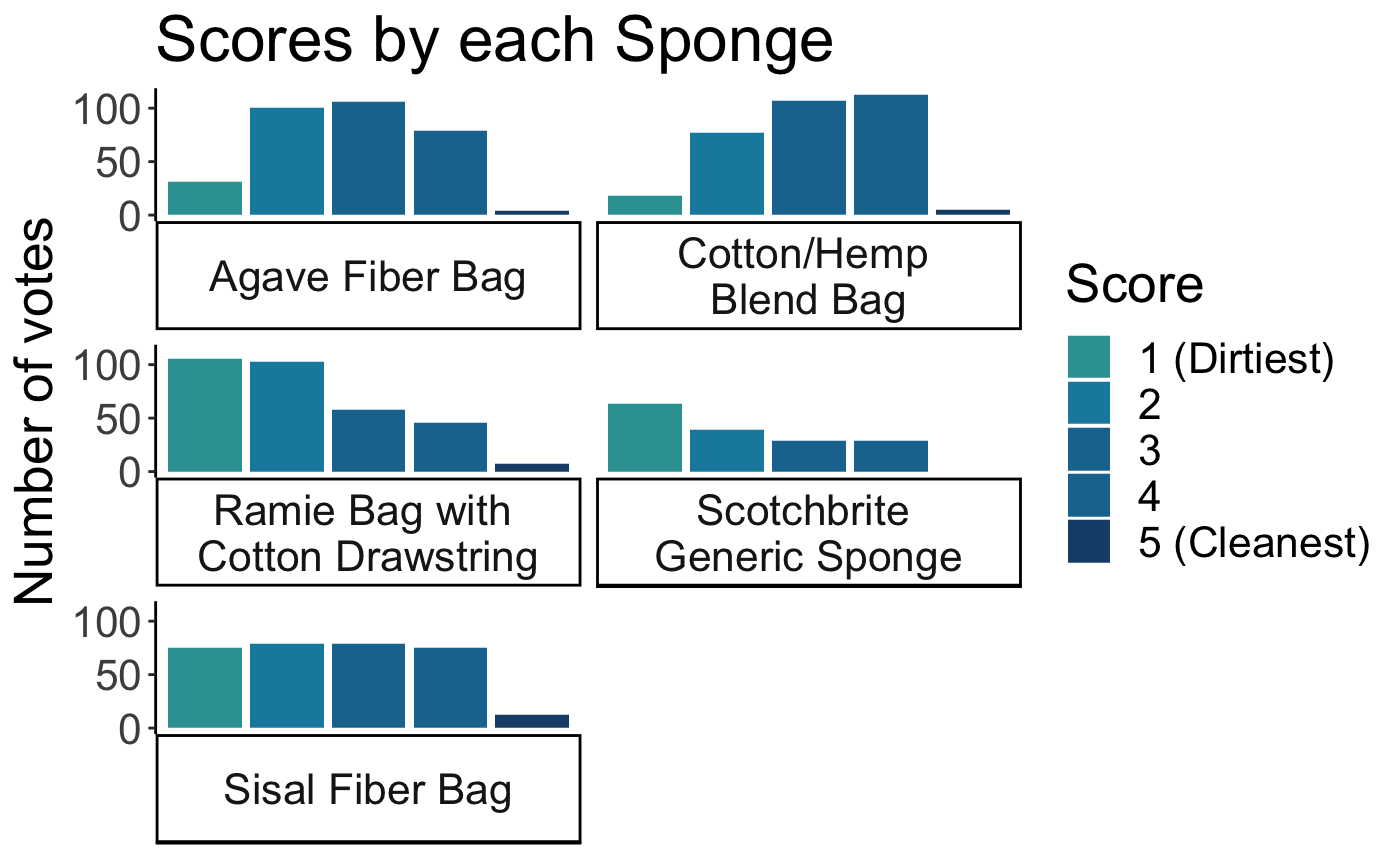 Scores by each Sponge
Number of votes
100
50
0
Agave Fiber Bag
Cotton/Hemp
Blend Bag
100
50
0
Ramie Bag with
Cotton Drawstring
Scotchbrite
Generic Sponge
100
50
0
Sisal Fiber Bag
Score
1 (Dirtiest)
2
3
4
5 (Cleanest)